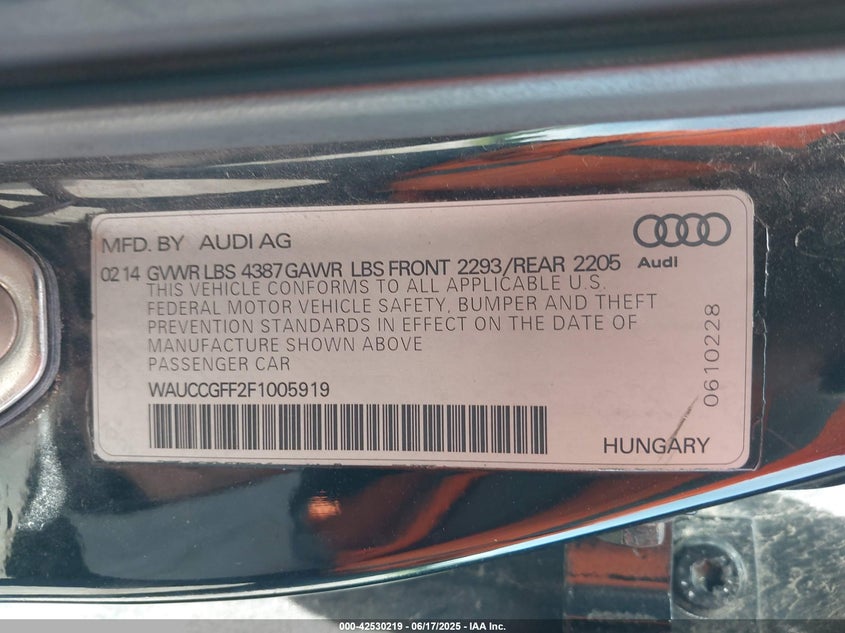 MFD. BY AUDI AG
Audi
02 14 GVWR LBS 4387 GAWR LBS FRONT 2293/REAR 2205
THIS VEHICLE CONFORMS TO ALL APPLICABLE U.S.
FEDERAL MOTOR VEHICLE SAFETY, BUMPER AND THEFT
PREVENTION STANDARDS IN EFFECT ON THE DATE OF
MANUFACTURE SHOWN ABOVE
PASSENGER CAR
WAUCCGFF2F1005919
0610228
HUNGARY
000-42530219 - 06/17/2025 - IAA Inc.